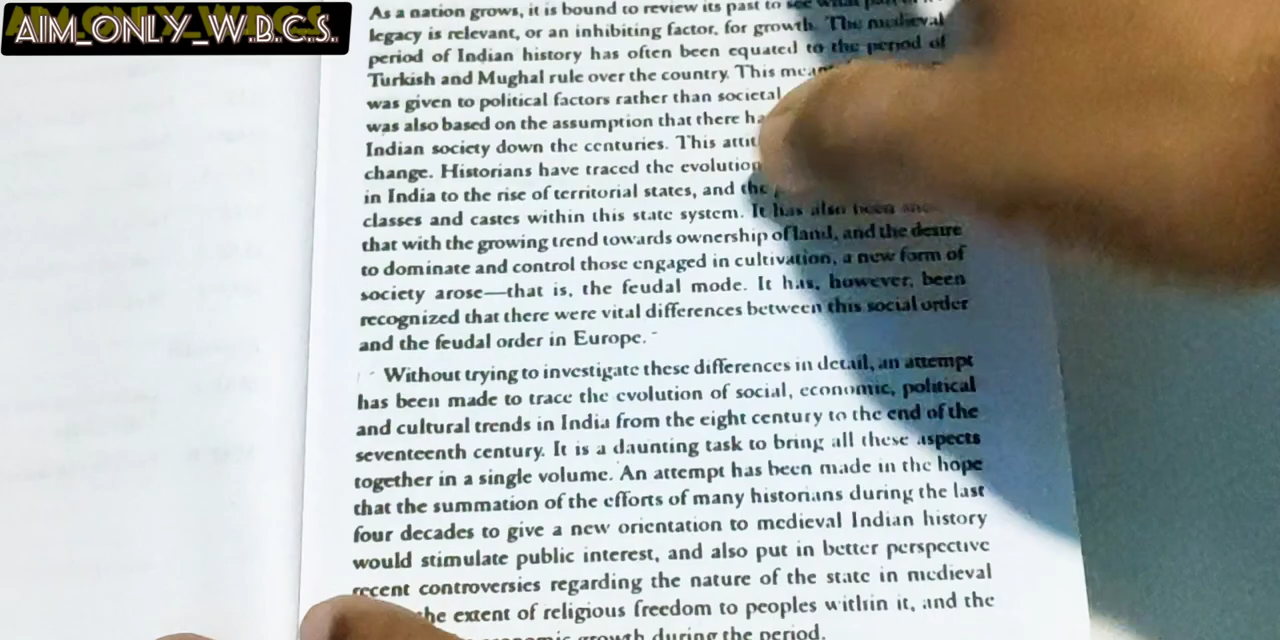 AIM_ONLY_W.B.C.S.
As a nation grows, it is bound to review its past to see what
legacy is relevant, or an inhibiting factor, for growth. The medieval
period of Indian history has often been equated to the period of
Turkish and Mughal rule over the country. This
was given to political factors rather than societal
was also based on the assumption that there
Indian society down the centuries. This
change. Historians have traced the evolution
in India to the rise of territorial states, and the
classes and castes within this state system. It has also been
that with the growing trend towards ownership of land, and the desire
to dominate and control those engaged in cultivation, a new form of
society arose—that is, the feudal mode. It has, however, been
recognized that there were vital differences between this social order
and the feudal order in Europe.
Without trying to investigate these differences in detail, an attempt
has been made to trace the evolution of social, economic, political
and cultural trends in India from the eight century to the end of the
seventeenth century. It is a daunting task to bring all these aspects
together in a single volume. An attempt has been made in the hope
that the summation of the efforts of many historians during the last
four decades to give a new orientation to medieval Indian history
would stimulate public interest, and also put in better perspective
recent controversies regarding the nature of the state in medieval
the extent of religious freedom to peoples within it, and the
growth during the period.